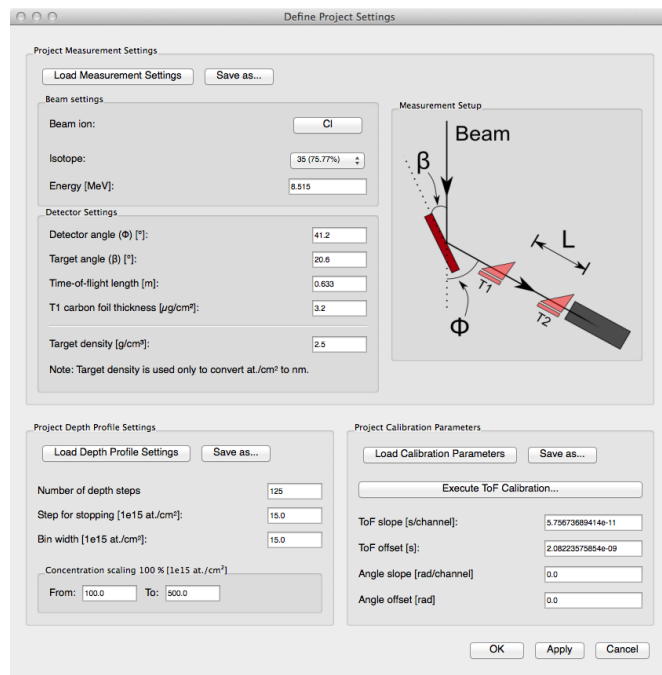 Define Project Settings
Project Measurement Settings
Load Measurement Settings
Save as...
Beam settings
Beam ion:
Cl
Isotope:
35 (75.77%)
Energy [MeV]:
8.515
Detector Settings
Detector angle (Φ) [°]:
41.2
Target angle (β) [°]:
20.6
Time-of-flight length [m]:
0.633
T1 carbon foil thickness [µg/cm²]:
3.2
Target density [g/cm³]:
2.5
Note: Target density is used only to convert at./cm² to nm.
Measurement Setup
Beam
β
L
T1
T2
Φ
Project Depth Profile Settings
Load Depth Profile Settings
Save as...
Number of depth steps
125
Step for stopping [1e15 at./cm²]:
15.0
Bin width [1e15 at./cm²]:
15.0
Concentration scaling 100 % [1e15 at./cm²]
From: 100.0 To: 500.0
Project Calibration Parameters
Load Calibration Parameters
Save as...
Execute ToF Calibration...
ToF slope [s/channel]:
5.75673689414e-11
ToF offset [s]:
2.08223575854e-09
Angle slope [rad/channel]
0.0
Angle offset [rad]
0.0
OK
Apply
Cancel